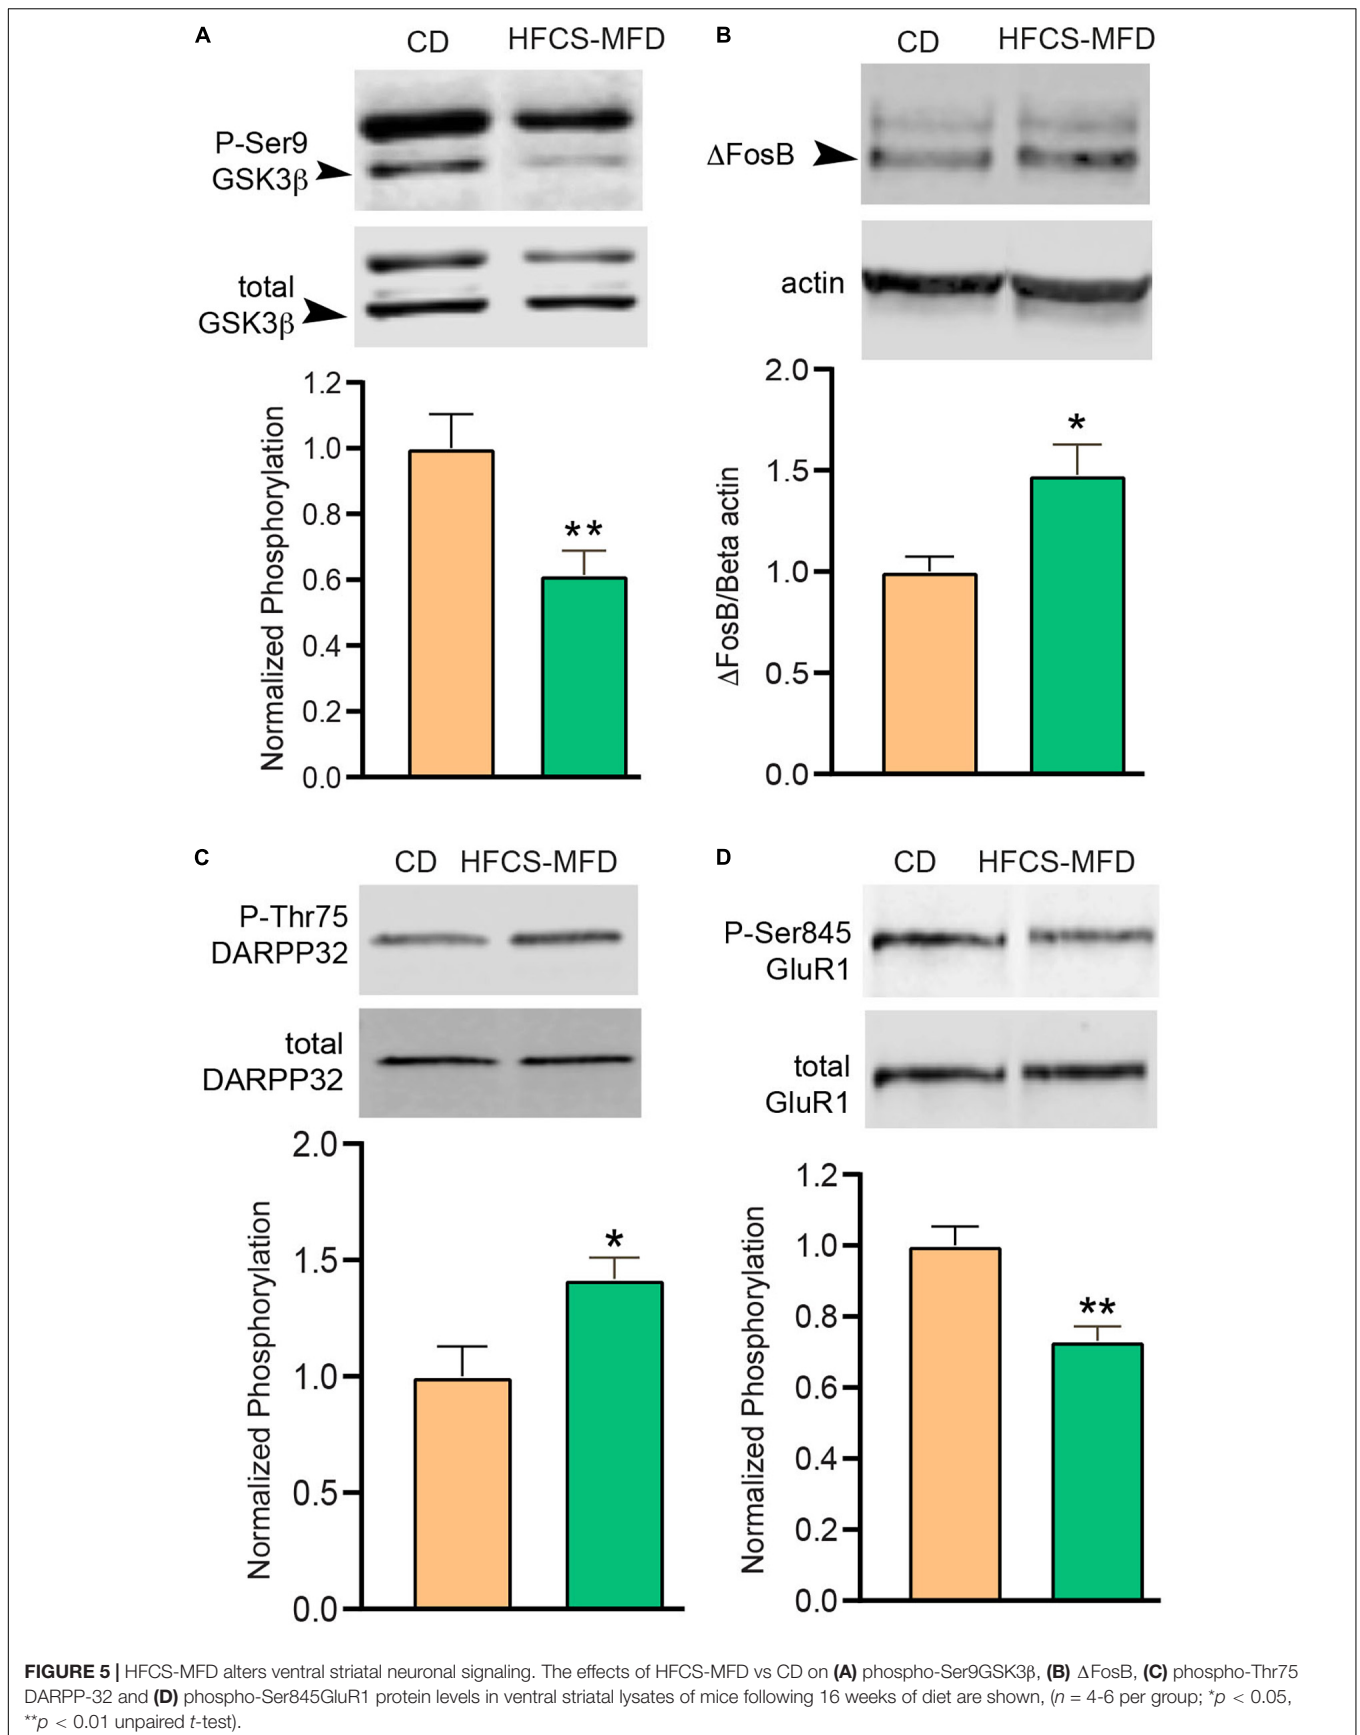 A
CD HFCS-MFD
P-Ser9
GSK3β
total
GSK3β
Normalized Phosphorylation
1.2
1.0
0.8
0.6
0.4
0.2
0.0
**
B
CD HFCS-MFD
ΔFosB
actin
ΔFosB/Beta actin
2.0
1.5
1.0
0.5
0.0
*
C
CD HFCS-MFD
P-Thr75
DARPP32
total
DARPP32
Normalized Phosphorylation
2.0
1.5
1.0
0.5
0.0
*
D
CD HFCS-MFD
P-Ser845
GluR1
total
GluR1
Normalized Phosphorylation
1.2
1.0
0.8
0.6
0.4
0.2
0.0
**
FIGURE 5 | HFCS-MFD alters ventral striatal neuronal signaling. The effects of HFCS-MFD vs CD on (A) phospho-Ser9GSK3β, (B) ΔFosB, (C) phospho-Thr75
DARPP-32 and (D) phospho-Ser845GluR1 protein levels in ventral striatal lysates of mice following 16 weeks of diet are shown, (n = 4-6 per group; *p < 0.05,
**p < 0.01 unpaired t-test).